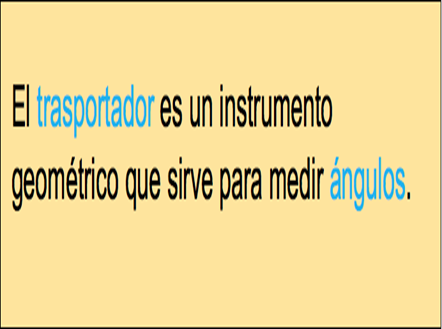 El trasportador es un instrumento
geométrico que sirve para medir ángulos.